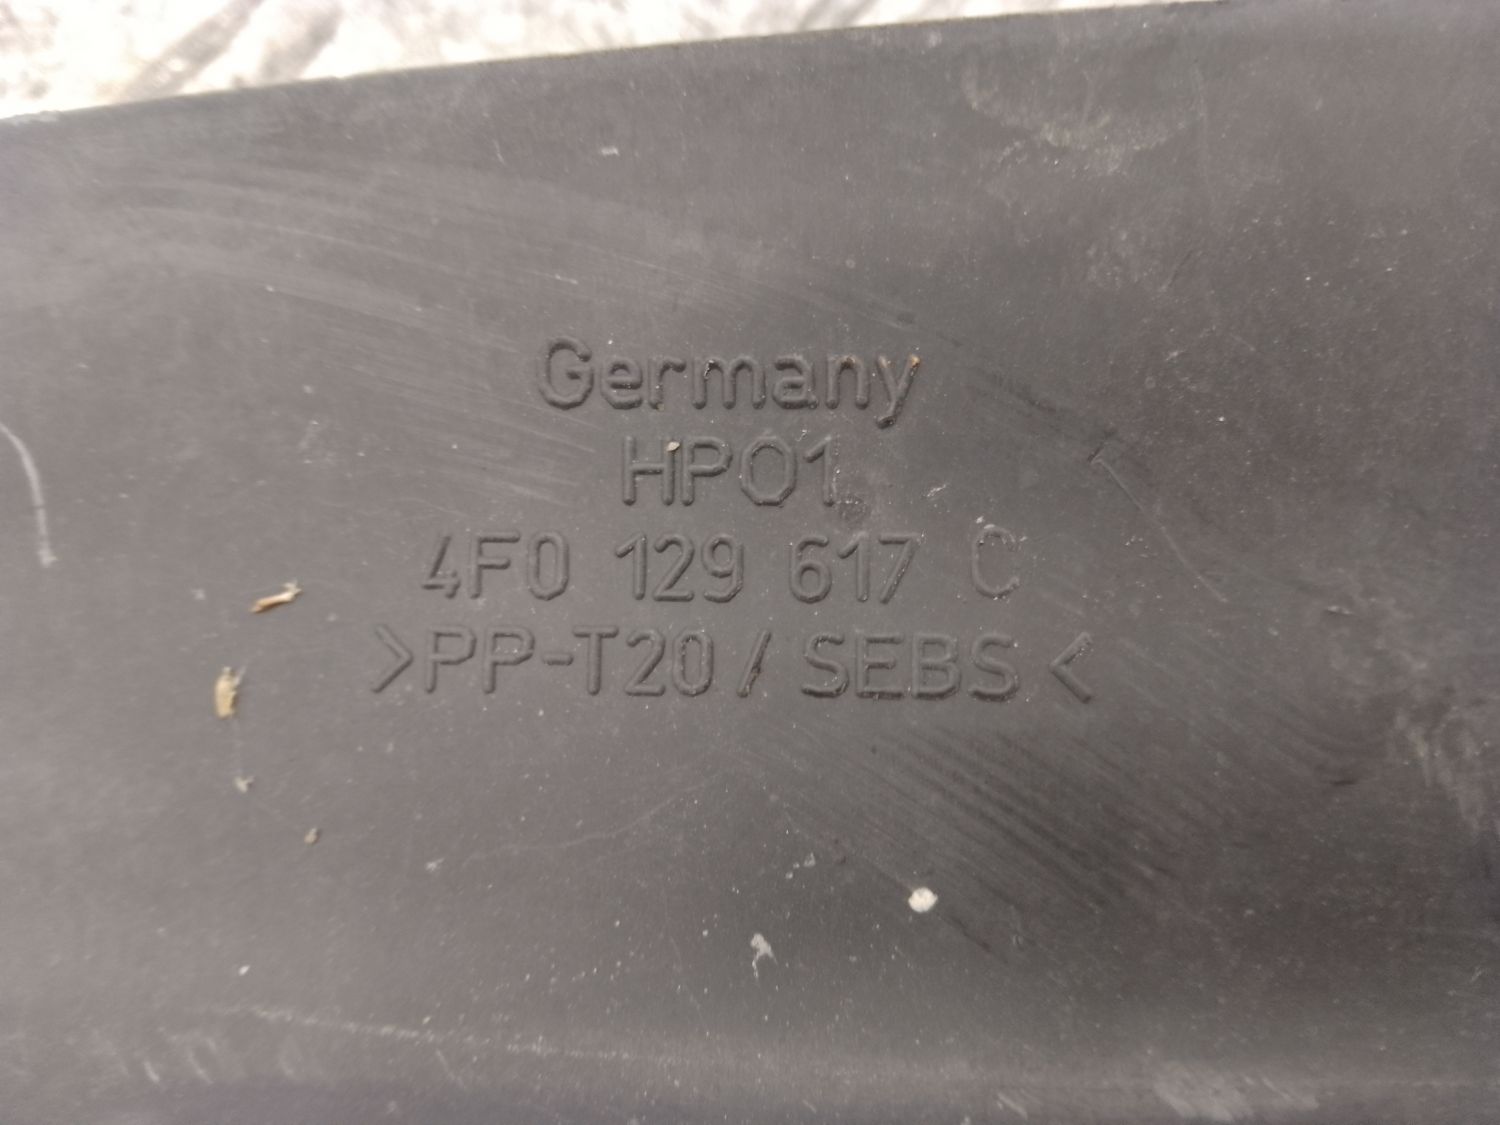 Germany
HP01
4F0 129 617 C
>PP-T20 / SEBS <